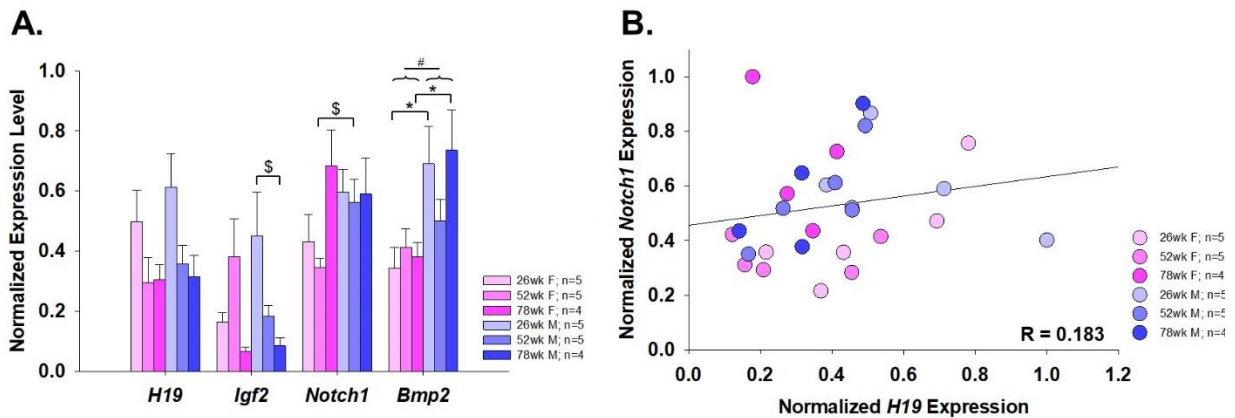 A.
Normalized Expression Level
1.0
0.8
0.6
0.4
0.2
0.0
$
$
#
*
*
H19 Igf2 Notch1 Bmp2
26wk F; n=5
52wk F; n=5
78wk F; n=4
26wk M; n=5
52wk M; n=5
78wk M; n=4
B.
Normalized Notch1 Expression
1.0
0.8
0.6
0.4
0.2
0.0
0.0 0.2 0.4 0.6 0.8 1.0 1.2
Normalized H19 Expression
R = 0.183
26wk F; n=5
52wk F; n=5
78wk F; n=4
26wk M; n=5
52wk M; n=5
78wk M; n=4